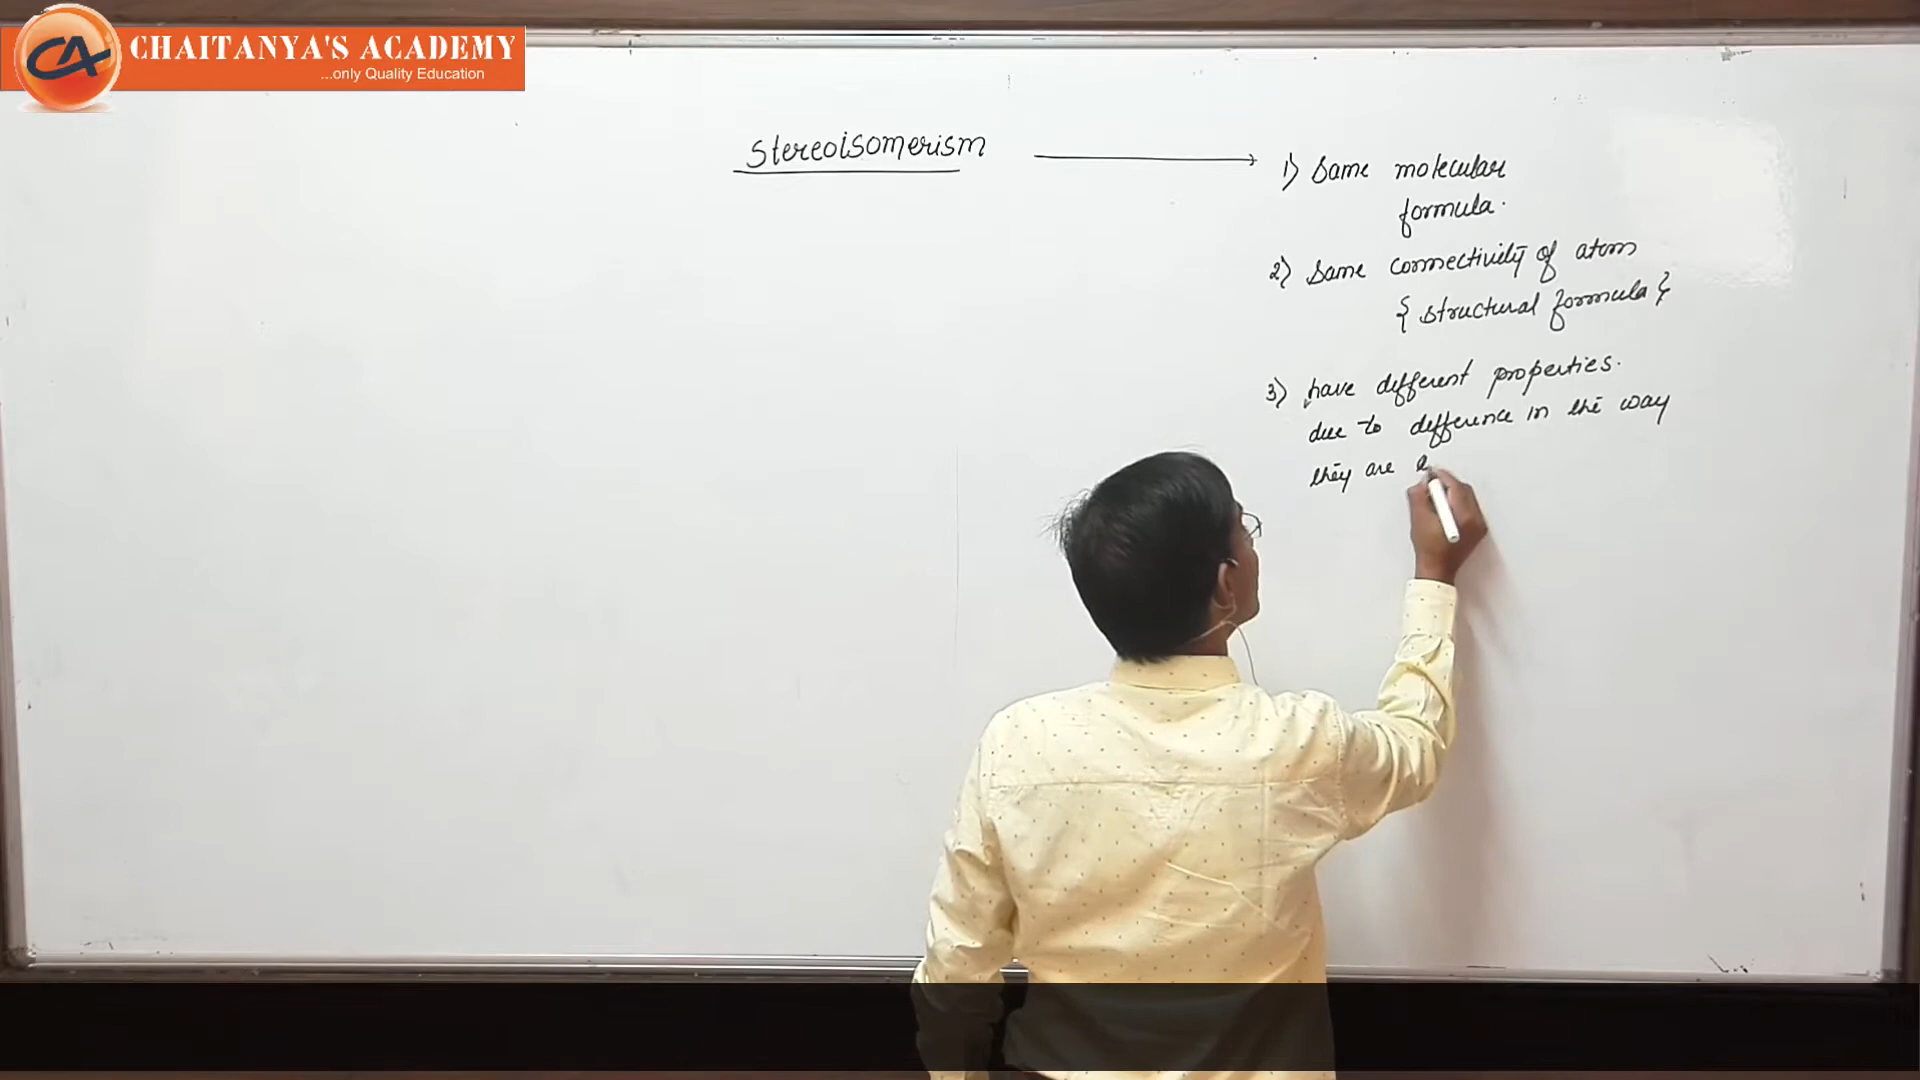 CHAITANYA'S ACADEMY
...only Quality Education
Stereoisomerism
1) Same molecular
formula.
2) Same connectivity of atom
{ structural formula }
3) have different properties.
due to difference in the way
they are